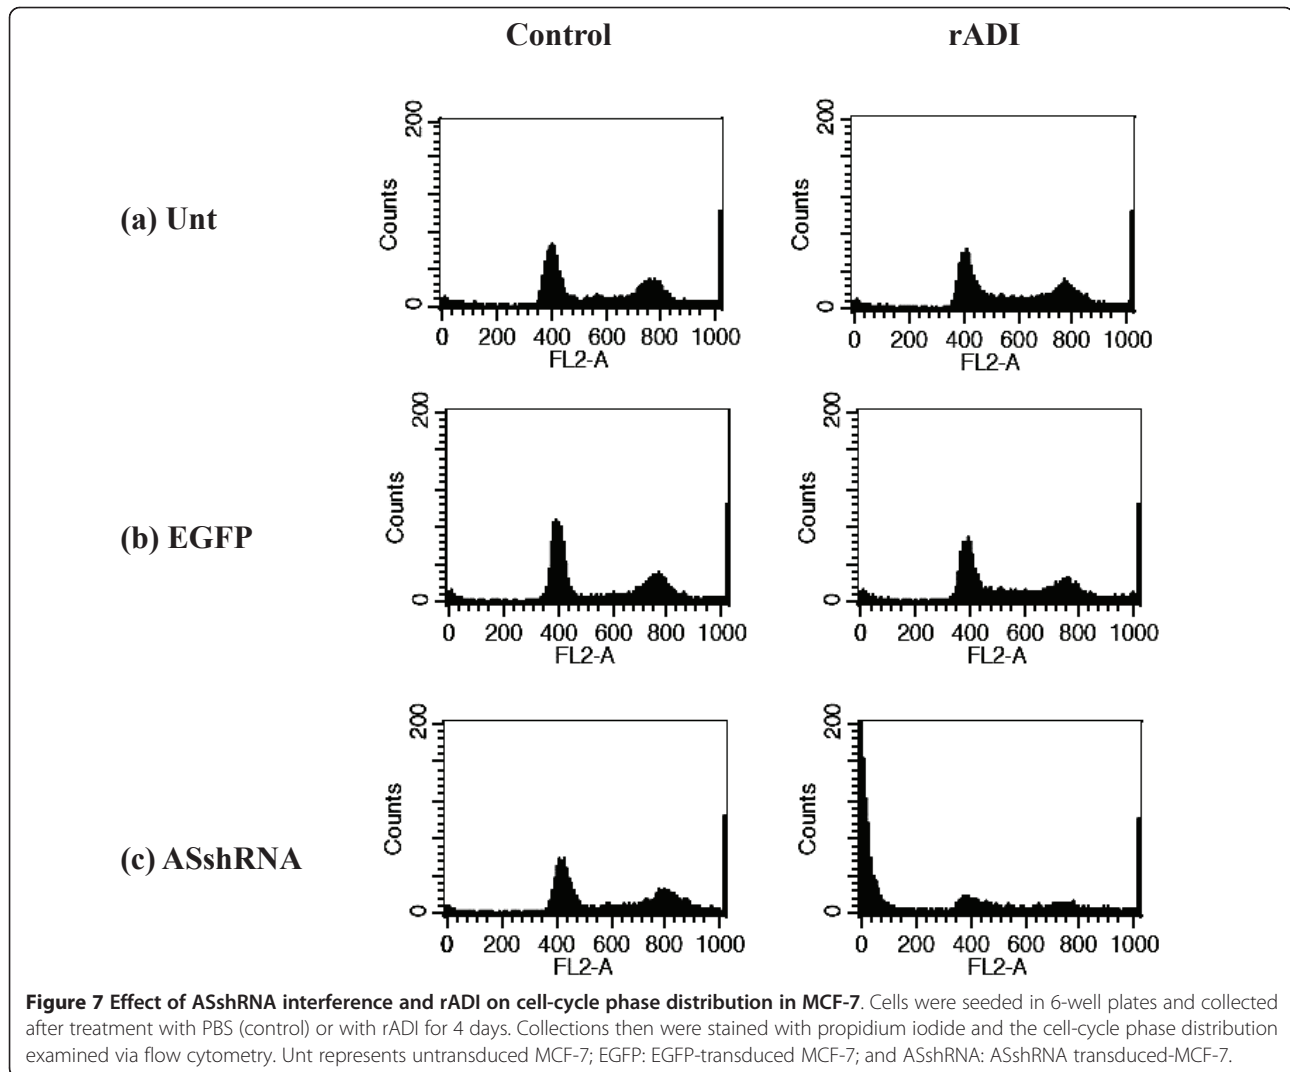 Control rADI
(a) Unt
200
0
Counts
0 200 400 600 800 1000
FL2-A
200
0
Counts
0 200 400 600 800 1000
FL2-A
(b) EGFP
200
0
Counts
0 200 400 600 800 1000
FL2-A
200
0
Counts
0 200 400 600 800 1000
FL2-A
(c) ASshRNA
200
0
Counts
0 200 400 600 800 1000
FL2-A
200
0
Counts
0 200 400 600 800 1000
FL2-A
Figure 7 Effect of ASshRNA interference and rADI on cell-cycle phase distribution in MCF-7. Cells were seeded in 6-well plates and collected
after treatment with PBS (control) or with rADI for 4 days. Collections then were stained with propidium iodide and the cell-cycle phase distribution
examined via flow cytometry. Unt represents untransduced MCF-7; EGFP: EGFP-transduced MCF-7; and ASshRNA: ASshRNA transduced-MCF-7.